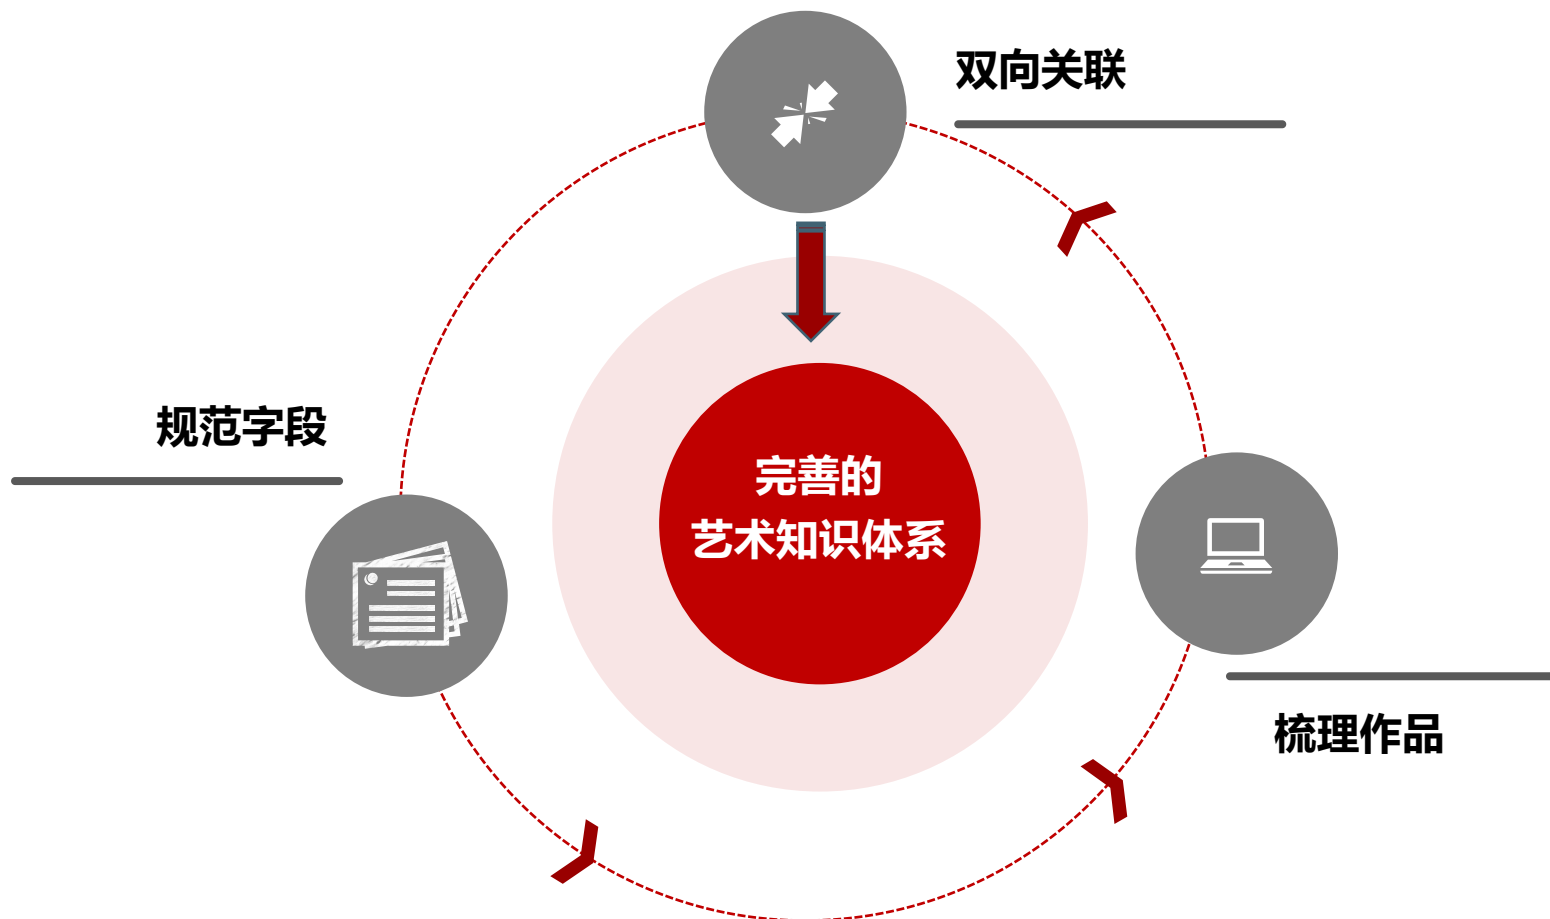 双向关联
规范字段
完善的
艺术知识体系
梳理作品